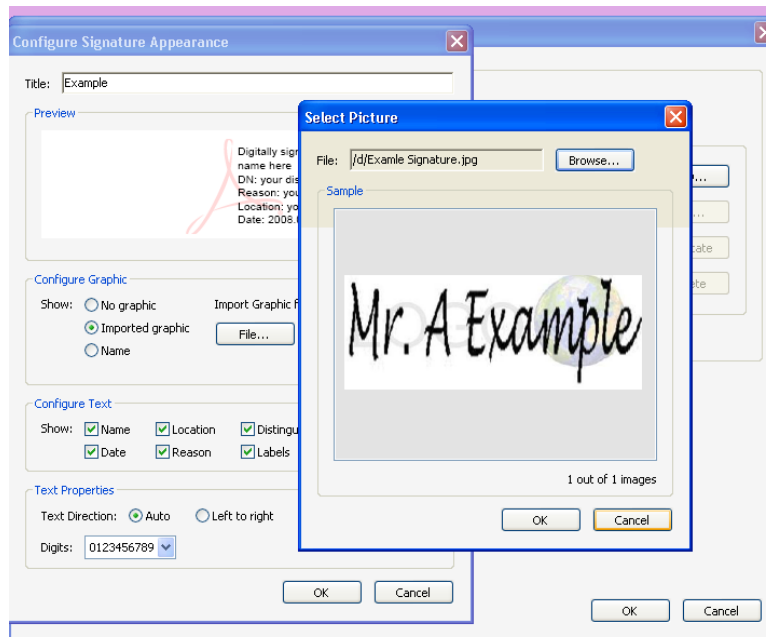 Configure Signature Appearance
Title: Example
Preview
Digitally sign
name here
DN: your dis
Reason: you
Location: yo
Date: 2008.
Configure Graphic
Show: No graphic
Import Graphic f
Imported graphic
File...
Name
Configure Text
Show: Name Location Distingu
Date Reason Labels
Text Properties
Text Direction: Auto Left to right
Digits: 0123456789
OK Cancel
Select Picture
File: /d/Examle Signature.jpg Browse...
Sample
Mr. A Example
1 out of 1 images
OK Cancel
...
...
cate
ete
OK Cancel